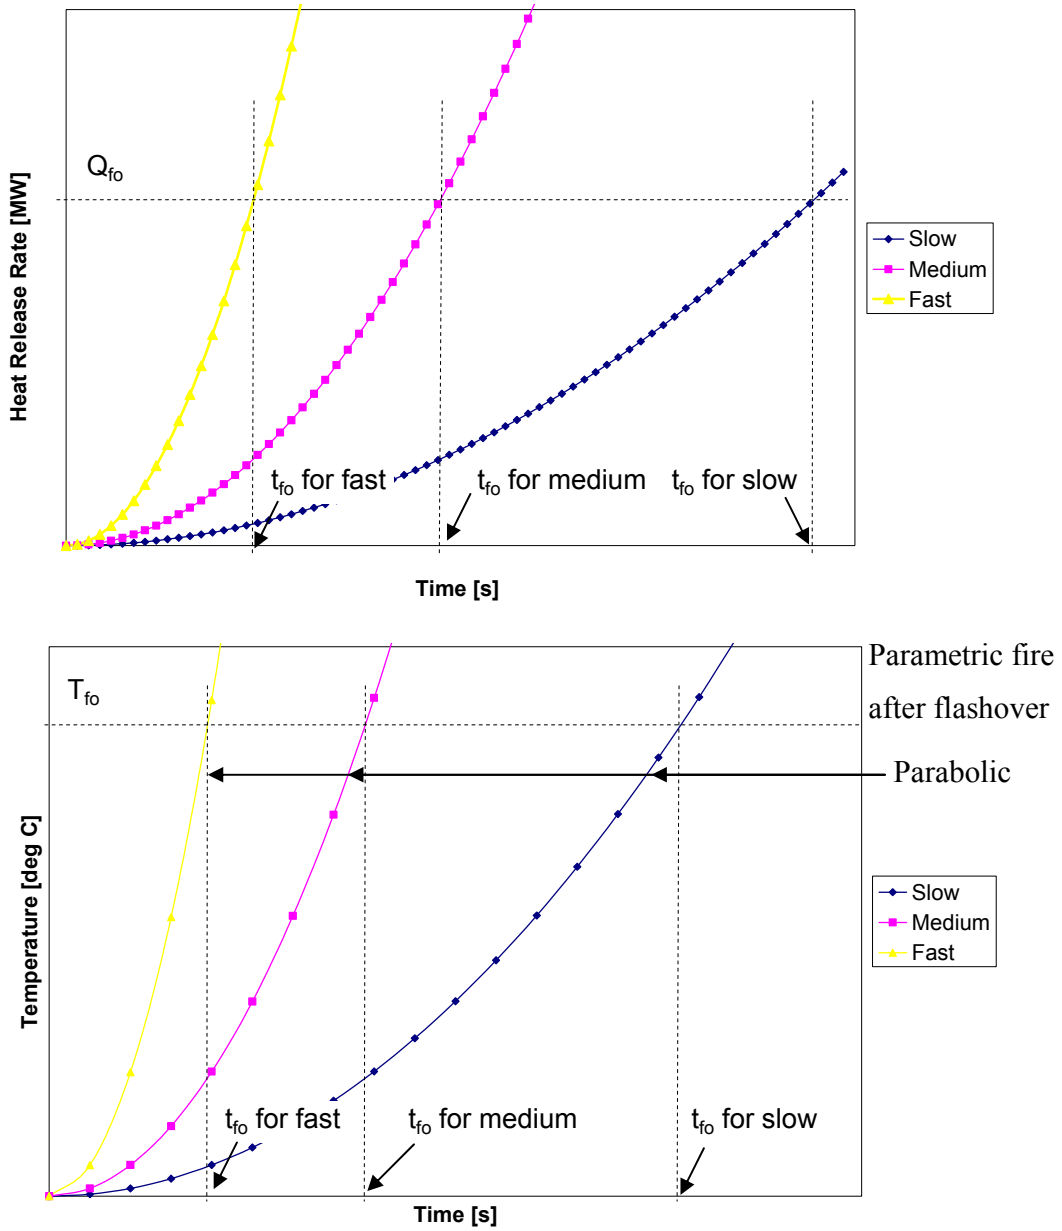 Q_fo
Heat Release Rate [MW]
Slow
Medium
Fast
t_fo for fast
t_fo for medium
t_fo for slow
Time [s]
Parametric fire
after flashover
T_fo
Parabolic
Temperature [deg C]
Slow
Medium
Fast
t_fo for fast
t_fo for medium
t_fo for slow
Time [s]